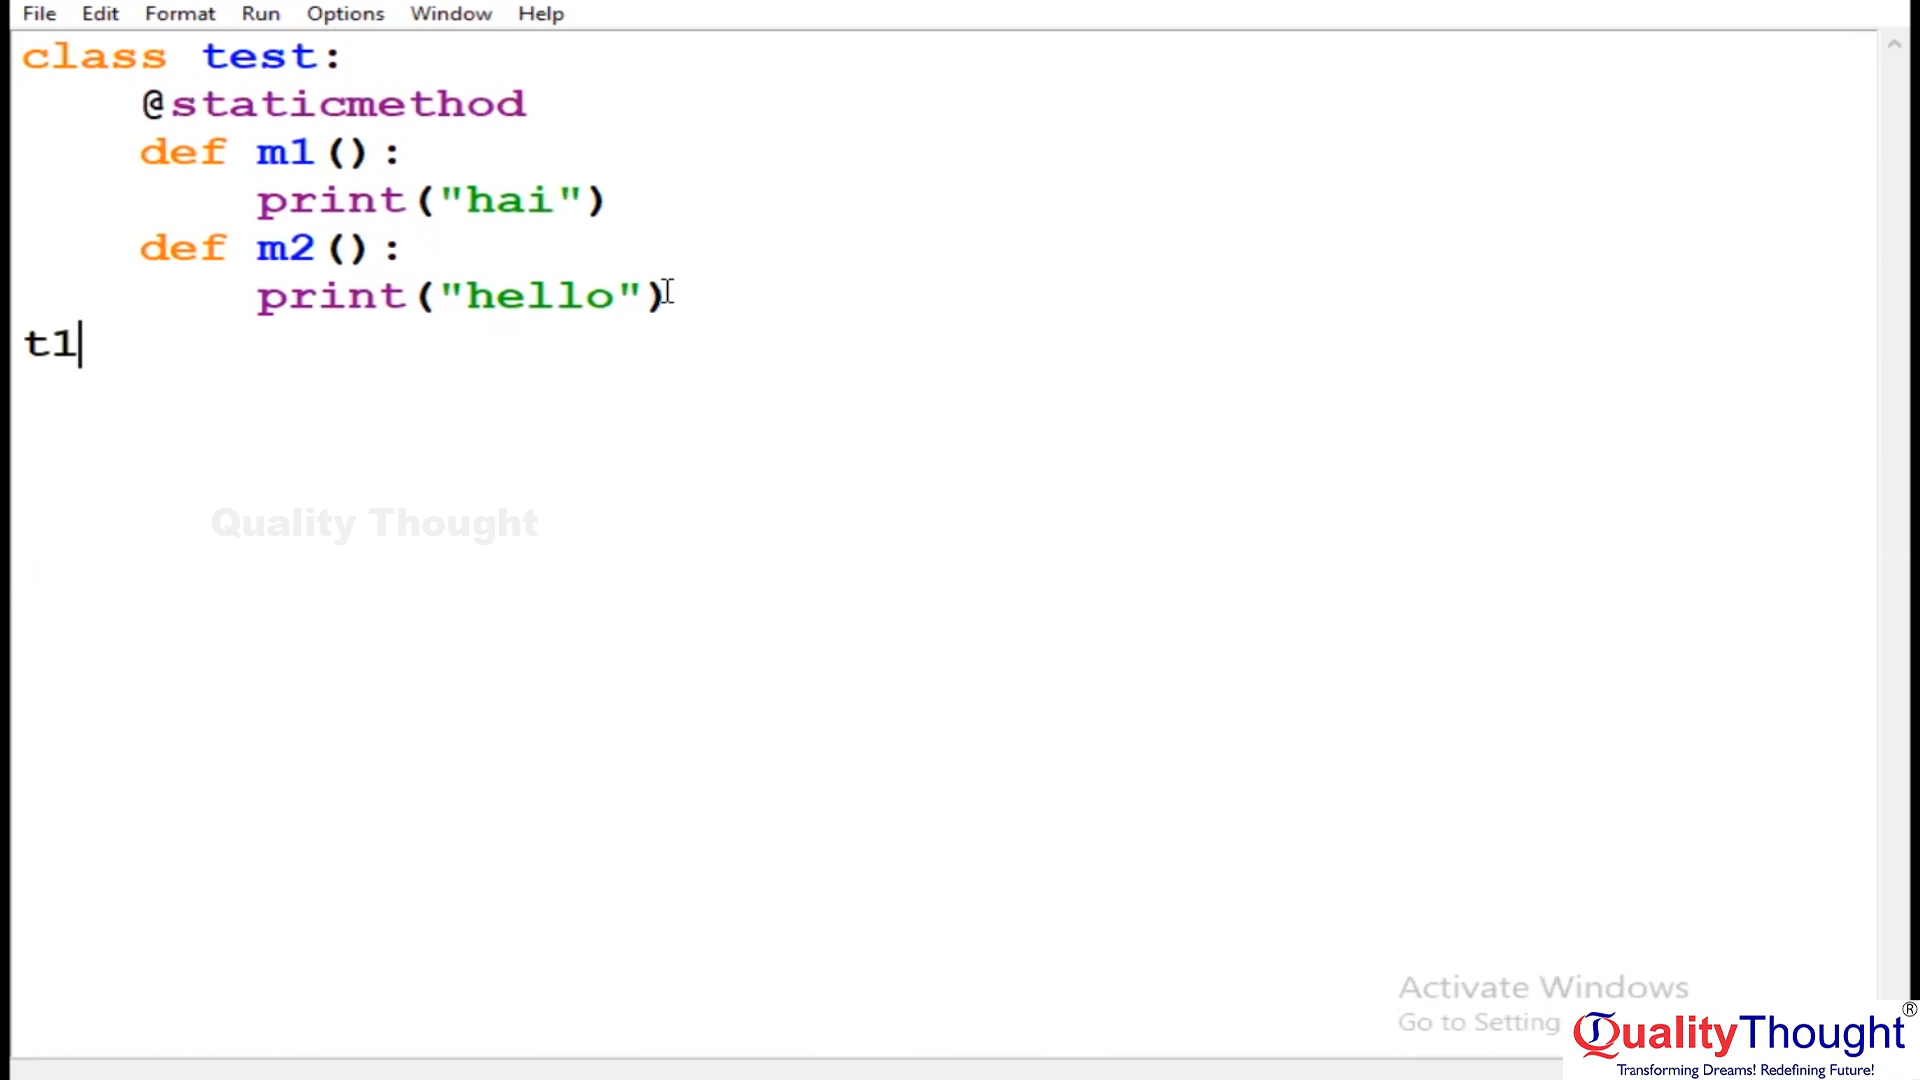 File Edit Format Run Options Window Help
class test:
    @staticmethod
    def m1():
        print("hai")
    def m2():
        print("hello")
t1
Quality Thought
Activate Windows
Go to Setting
QualityThought®
Transforming Dreams! Redefining Future!